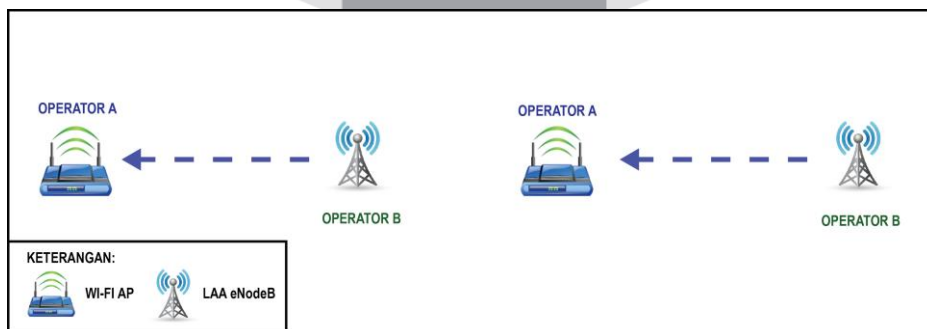 OPERATOR A
OPERATOR A
OPERATOR B
OPERATOR B
KETERANGAN:
WI-FI AP
LAA eNodeB